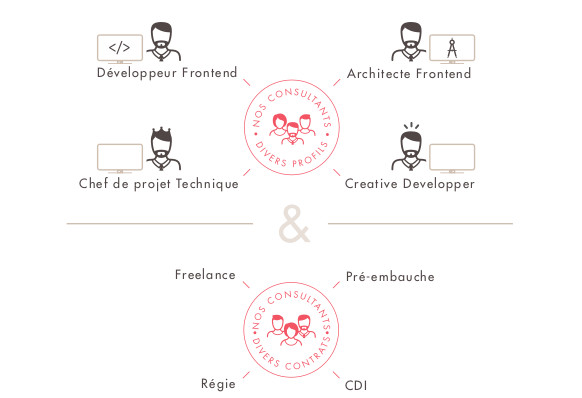 </>
Développeur Frontend
Architecte Frontend
NOS CONSULTANTS
DIVERS PROFILS
Chef de projet Technique
Creative Developper
&
Freelance
Pré-embauche
NOS CONSULTANTS
DIVERS CONTRATS
Régie
CDI